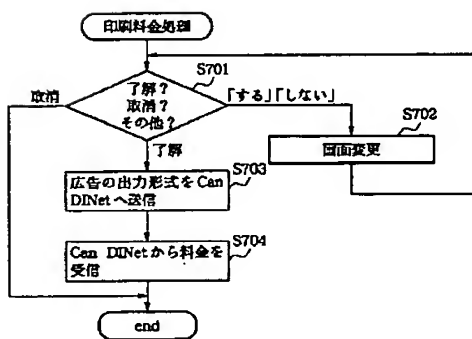 印刷料金処理
S701
取消
了解?
取消?
その他?
「する」「しない」
S702
画面変更
了解
S703
広告の出力形式をCan
DINetへ送信
S704
Can DINetから料金を
受信
end